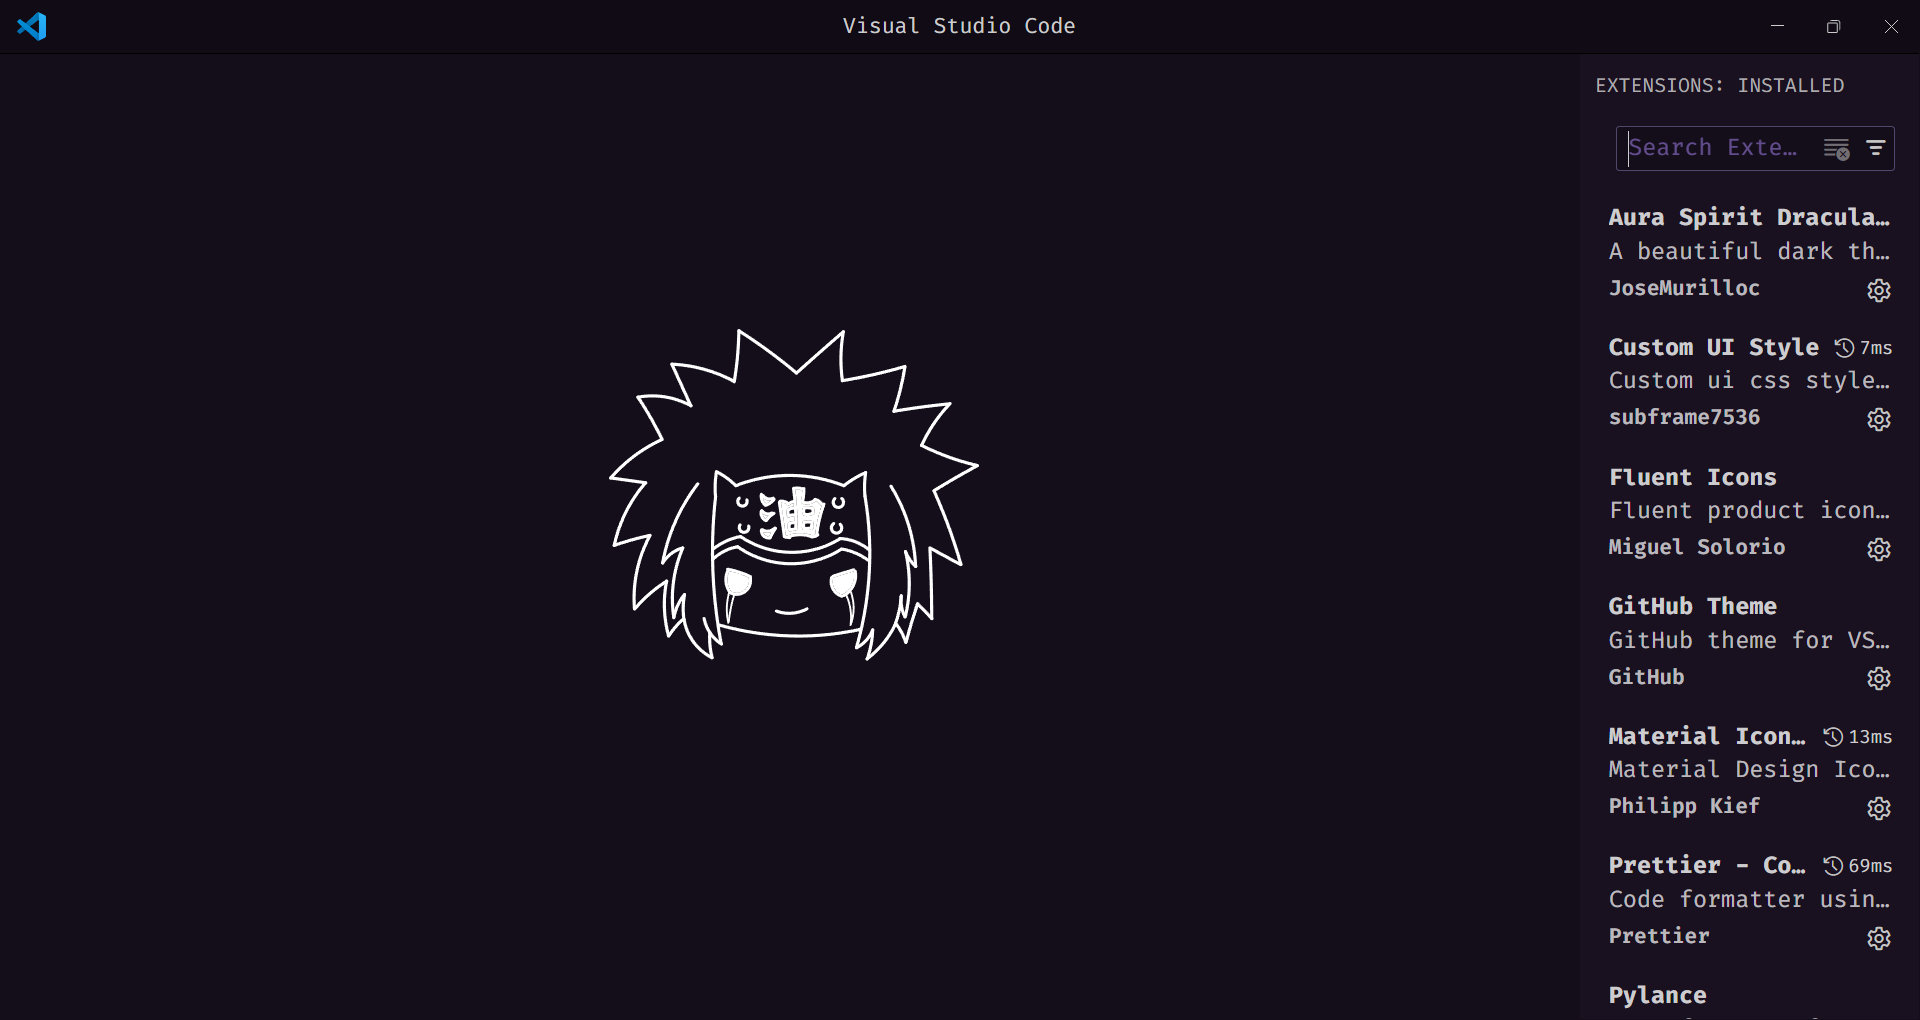 Visual Studio Code
EXTENSIONS: INSTALLED
Search Exte…
Aura Spirit Dracula…
A beautiful dark th…
JoseMurilloc
Custom UI Style 7ms
Custom ui css style…
subframe7536
Fluent Icons
Fluent product icon…
Miguel Solorio
GitHub Theme
GitHub theme for VS…
GitHub
Material Icon… 13ms
Material Design Ico…
Philipp Kief
Prettier - Co… 69ms
Code formatter usin…
Prettier
Pylance
油